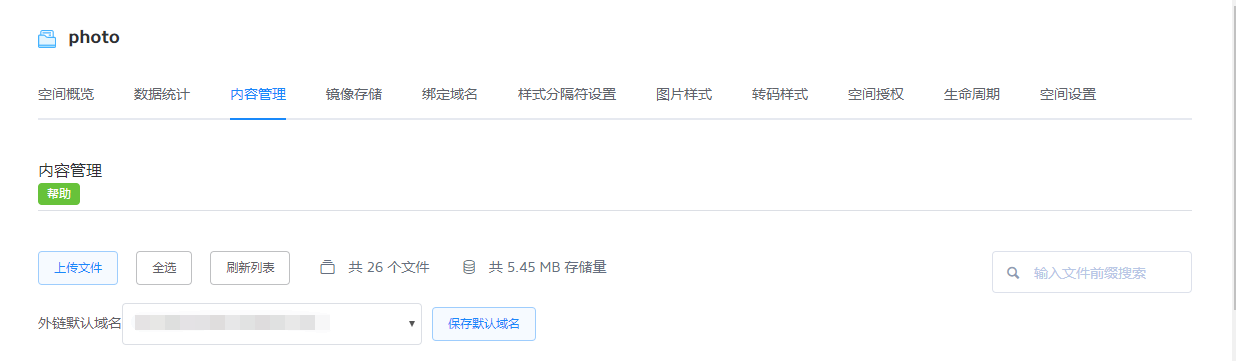 photo
空间概览 数据统计 内容管理 镜像存储 绑定域名 样式分隔符设置 图片样式 转码样式 空间授权 生命周期 空间设置
内容管理
帮助
上传文件 全选 刷新列表 共 26 个文件 共 5.45 MB 存储量 输入文件前缀搜索
外链默认域名 保存默认域名